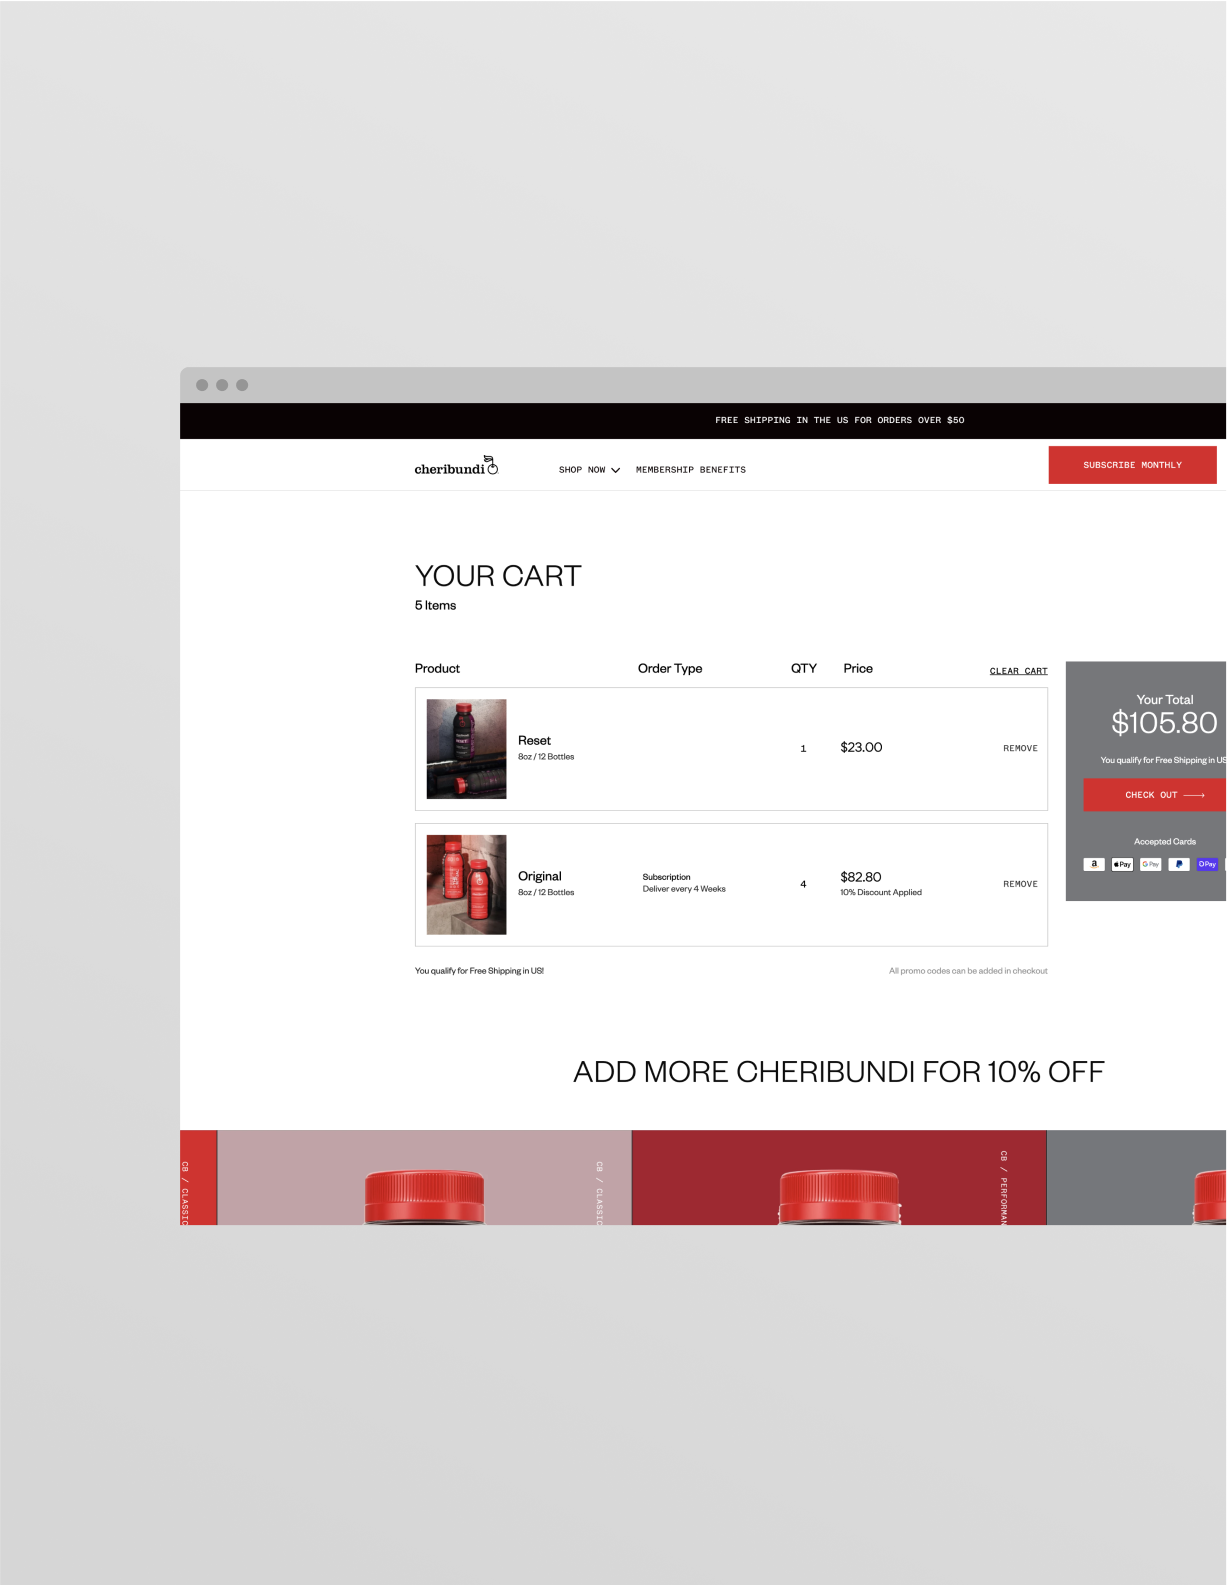 FREE SHIPPING IN THE US FOR ORDERS OVER $50
cheribundi
SHOP NOW
MEMBERSHIP BENEFITS
SUBSCRIBE MONTHLY
YOUR CART
5 Items
Product
Order Type
QTY
Price
CLEAR CART
Reset
8oz / 12 Bottles
1
$23.00
REMOVE
Original
8oz / 12 Bottles
Subscription
Deliver every 4 Weeks
4
$82.80
10% Discount Applied
REMOVE
You qualify for Free Shipping in US!
All promo codes can be added in checkout
Your Total
$105.80
You qualify for Free Shipping in US
CHECK OUT
Accepted Cards
a
Pay
G Pay
P
D Pay
ADD MORE CHERIBUNDI FOR 10% OFF
CB / CLASSIC
CB / CLASSIC
CB / PERFORMAN